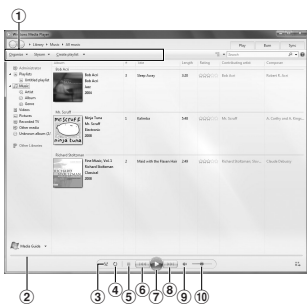 1
Windows Media Player
Library ▸ Music ▸ All music
Play Burn Sync
Organize Stream Create playlist
Search
Album # Title Length Rating Contributing artist Composer
Administrator
Playlists
Untitled playlist
Music
Artist
Album
Genre
Videos
Pictures
Recorded TV
Other media
Unknown album (2)
Other Libraries
Bob Acri
Bob Acri
Bob Acri
Jazz
2004
3 Sleep Away 3:20 Bob Acri Robert R. Acri
Mr. Scruff
Ninja Tuna
Mr. Scruff
Electronic
2008
1 Kalimba 5:48 Mr. Scruff A. Carthy and A. Kings...
Richard Stoltzman
Fine Music, Vol. 1
Richard Stoltzman
Classical
2008
2 Maid with the Flaxen Hair 2:49 Richard Stoltzman; Slov... Claude Debussy
Media Guide
2 3 4 5 6 7 8 9 10